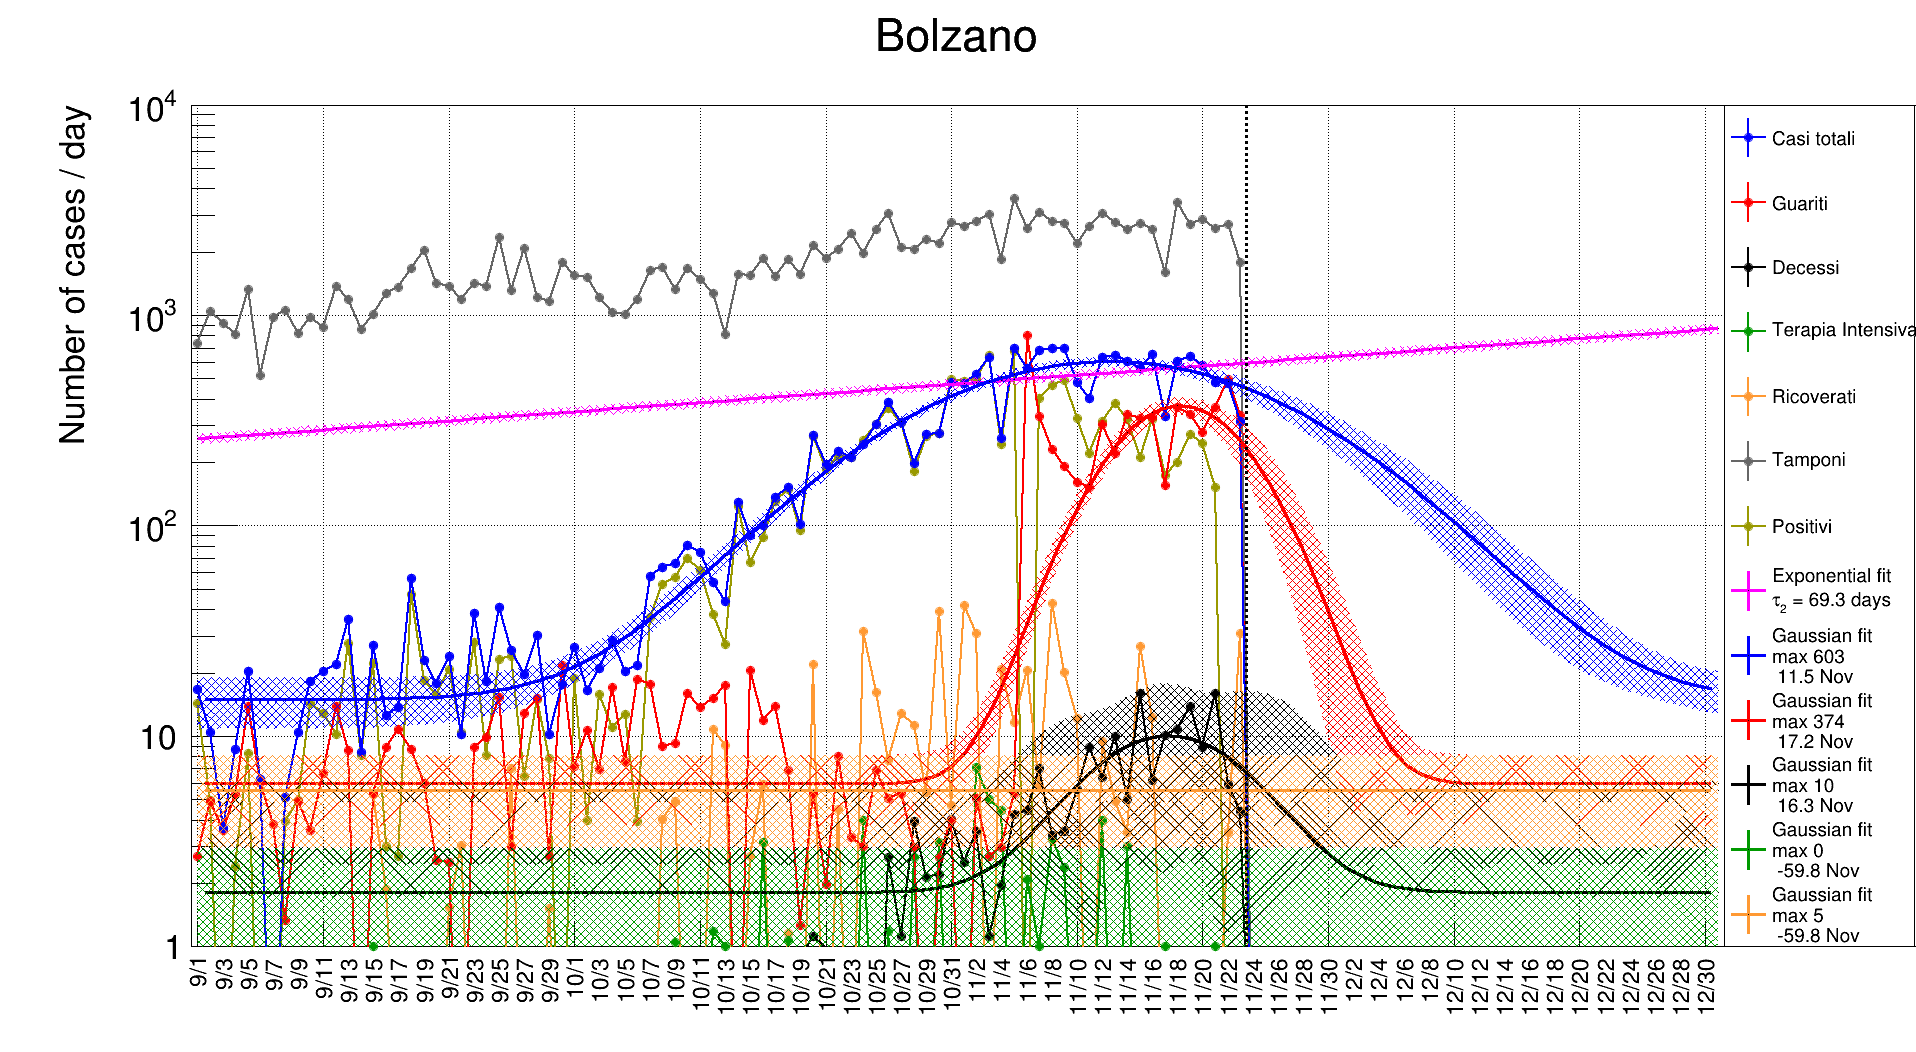 Bolzano
Number of cases / day
10^4
10^3
10^2
10
1
9/1 9/3 9/5 9/7 9/9 9/11 9/13 9/15 9/17 9/19 9/21 9/23 9/25 9/27 9/29 10/1 10/3 10/5 10/7 10/9 10/11 10/13 10/15 10/17 10/19 10/21 10/23 10/25 10/27 10/29 10/31 11/2 11/4 11/6 11/8 11/10 11/12 11/14 11/16 11/18 11/20 11/22 11/24 11/26 11/28 11/30 12/2 12/4 12/6 12/8 12/10 12/12 12/14 12/16 12/18 12/20 12/22 12/24 12/26 12/28 12/30
Casi totali
Guariti
Decessi
Terapia Intensiva
Ricoverati
Tamponi
Positivi
Exponential fit
τ₂ = 69.3 days
Gaussian fit
max 603
11.5 Nov
Gaussian fit
max 374
17.2 Nov
Gaussian fit
max 10
16.3 Nov
Gaussian fit
max 0
-59.8 Nov
Gaussian fit
max 5
-59.8 Nov